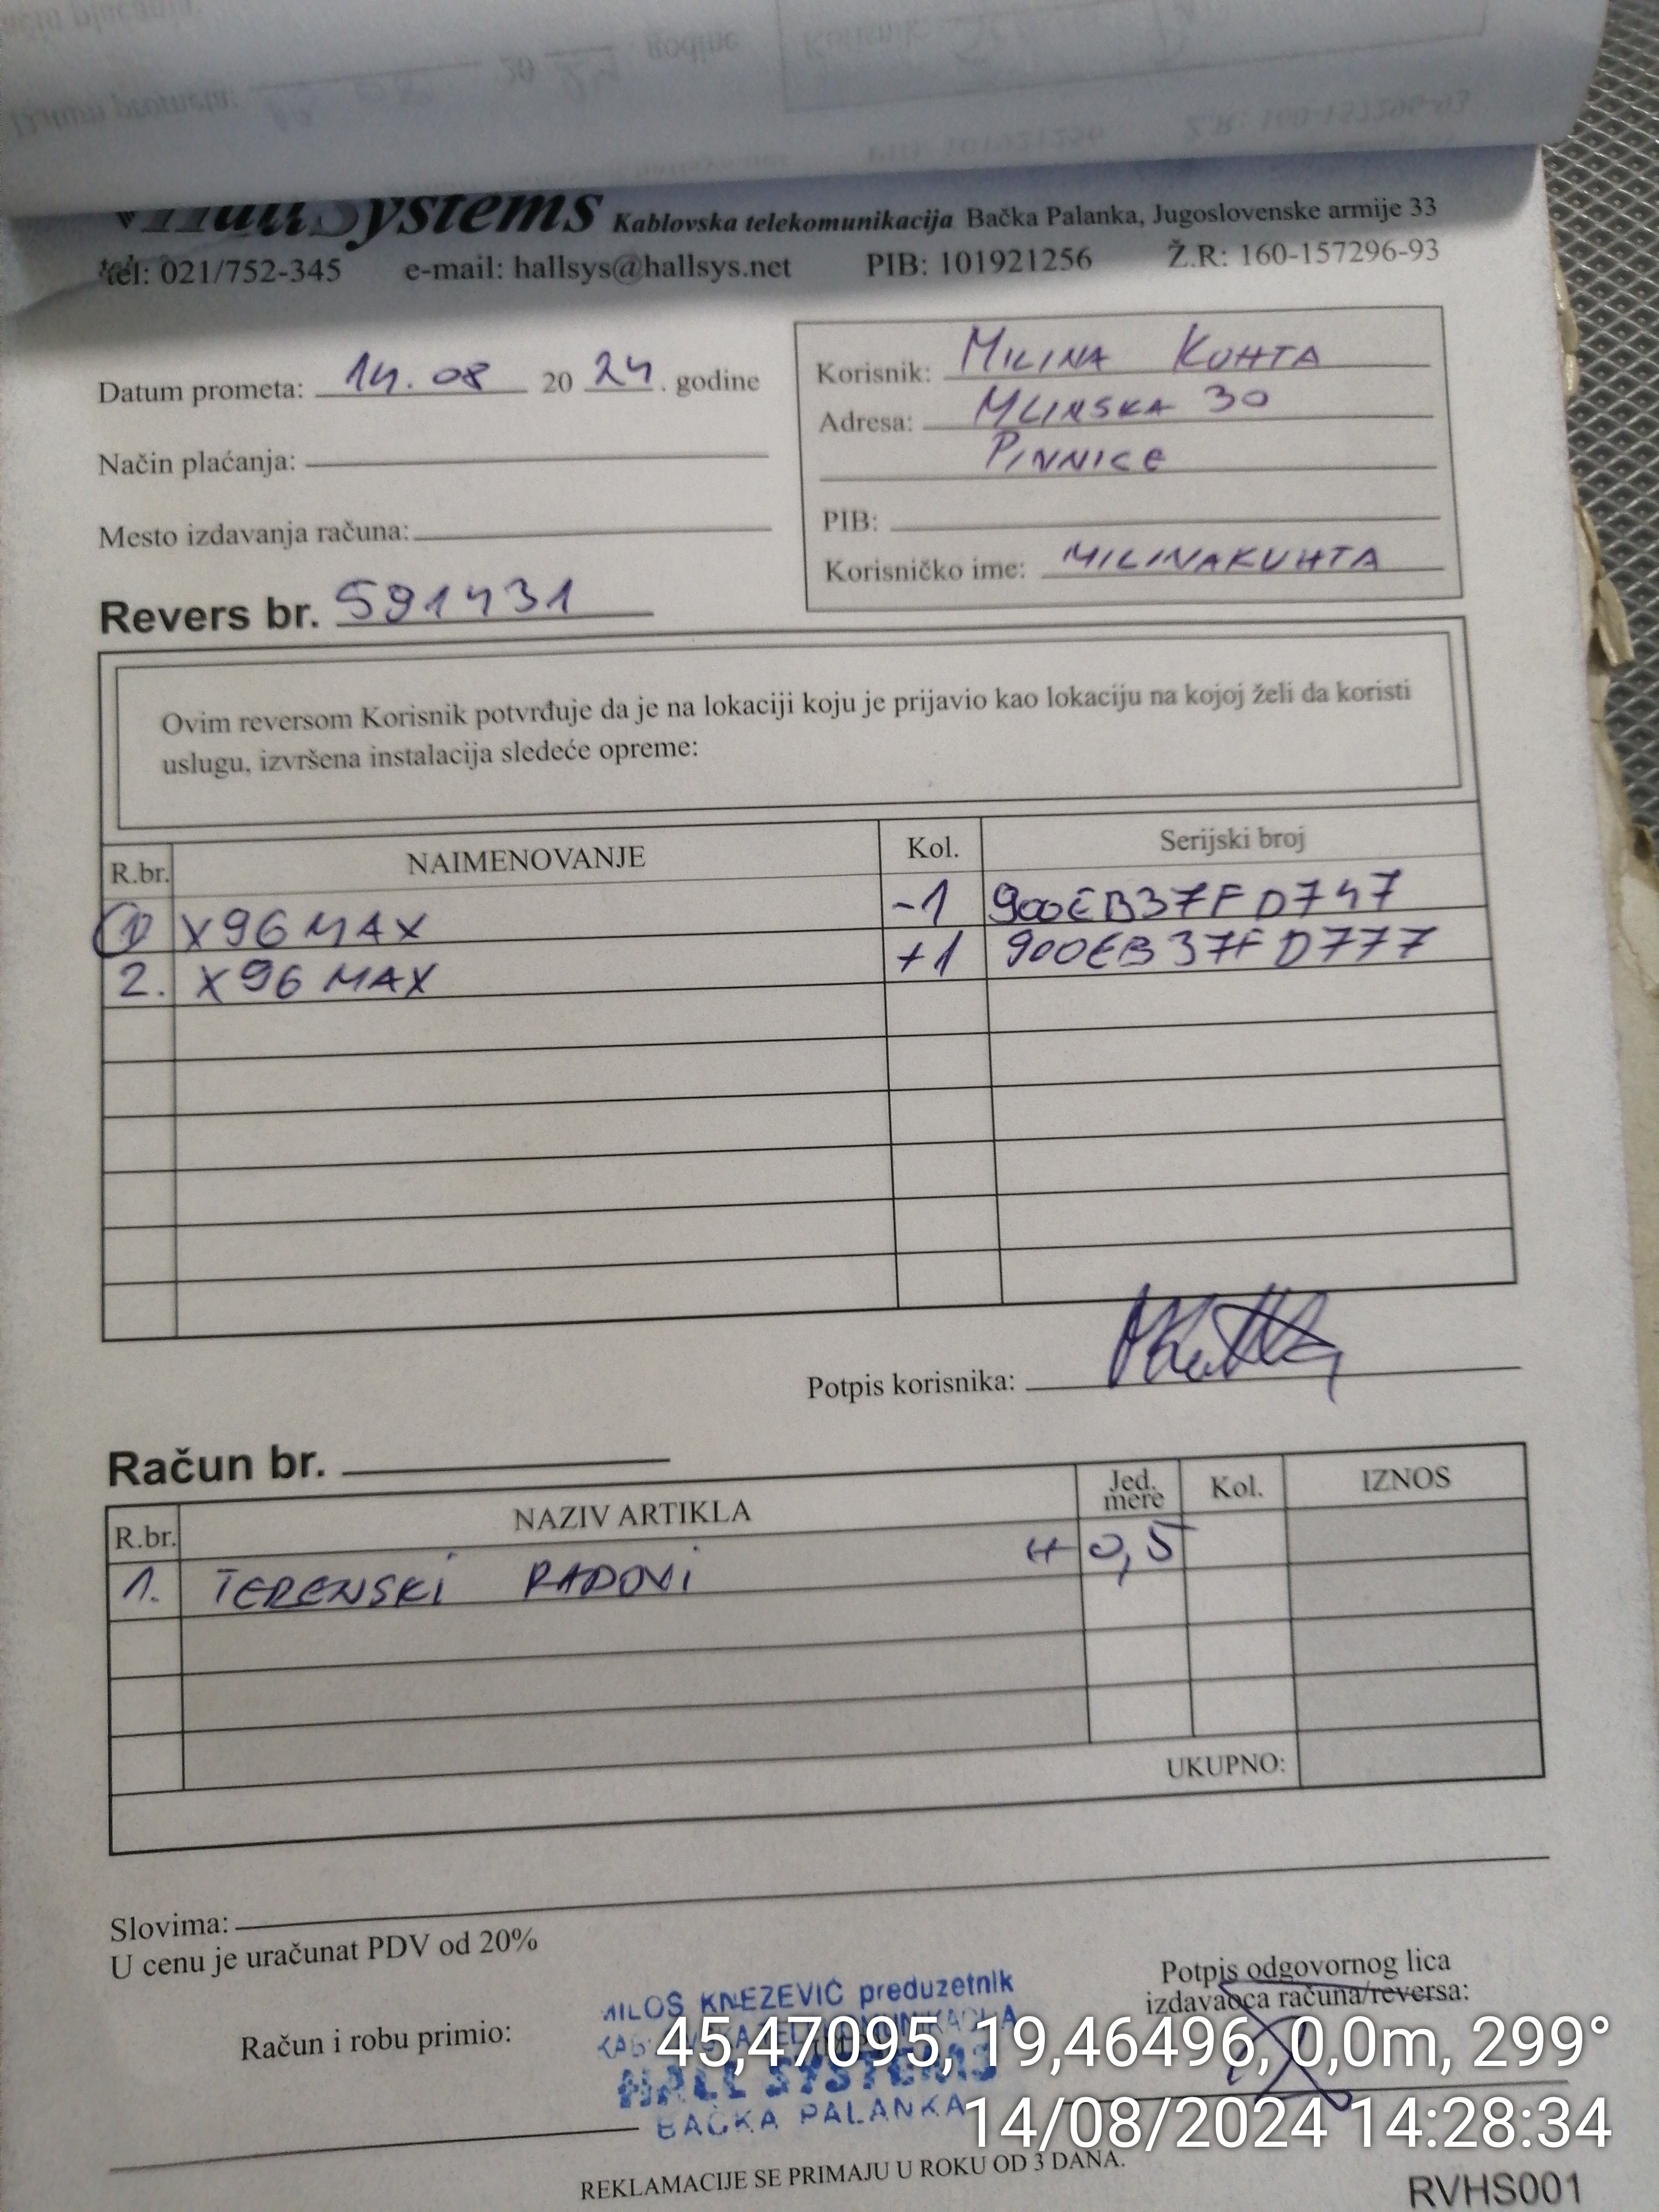 HallSystems Kablovska telekomunikacija Bačka Palanka, Jugoslovenske armije 33
tel: 021/752-345 e-mail: hallsys@hallsys.net PIB: 101921256 Ž.R: 160-157296-93
Datum prometa: 14.08 20 24. godine
Način plaćanja:
Mesto izdavanja računa:
Revers br. 591431
Korisnik: MILINA KUHTA
Adresa: MLINSKA 30
PIVNICE
PIB:
Korisničko ime: MILINAKUHTA
Ovim reversom Korisnik potvrđuje da je na lokaciji koju je prijavio kao lokaciju na kojoj želi da koristi
uslugu, izvršena instalacija sledeće opreme:
R.br. NAIMENOVANJE Kol. Serijski broj
1 X96 MAX -1 900EB37FD747
2. X96 MAX +1 900EB37FD777
Potpis korisnika:
Račun br.
R.br. NAZIV ARTIKLA Jed. mere Kol. IZNOS
1. TERENSKI RADOVI H 0,5
UKUPNO:
Slovima:
U cenu je uračunat PDV od 20%
Račun i robu primio:
MILOŠ KNEŽEVIĆ preduzetnik
HALL SYSTEMS
BAČKA PALANKA
Potpis odgovornog lica
izdavaoca računa/reversa:
45,47095, 19,46496, 0,0m, 299°
14/08/2024 14:28:34
REKLAMACIJE SE PRIMAJU U ROKU OD 3 DANA.
RVHS001